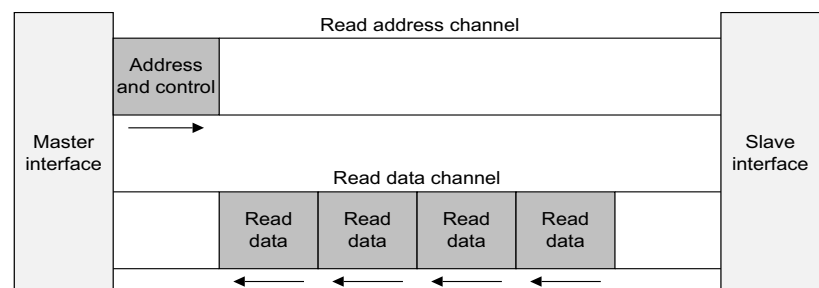 Read address channel
Address
and control
Master
interface
Slave
interface
Read data channel
Read
data
Read
data
Read
data
Read
data